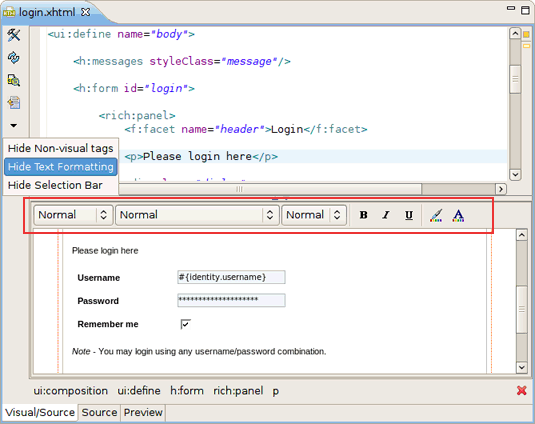 login.xhtml
<ui:define name="body">
<h:messages styleClass="message"/>
<h:form id="login">
<rich:panel>
<f:facet name="header">Login</f:facet>
<p>Please login here</p>
Hide Non-visual tags
Hide Text Formatting
Hide Selection Bar
Normal Normal Normal B I U A
Please login here
Username #{identity.username}
Password ********************
Remember me
Note - You may login using any username/password combination.
ui:composition ui:define h:form rich:panel p
Visual/Source Source Preview